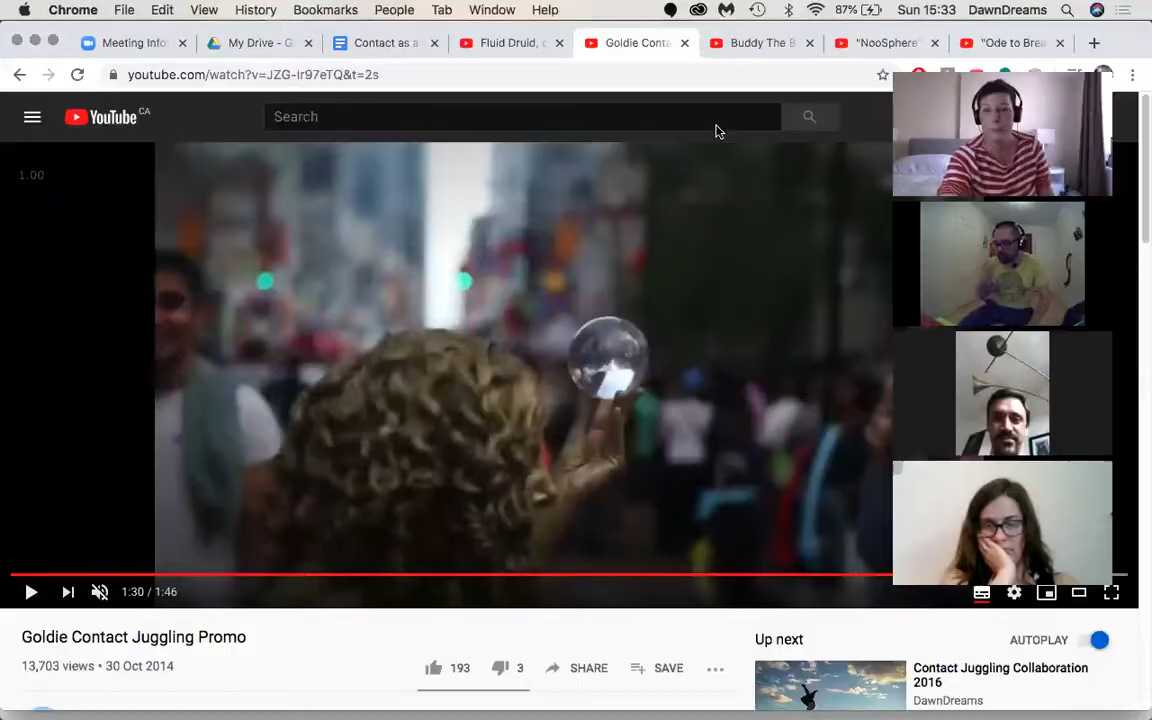 Chrome File Edit View History Bookmarks People Tab Window Help 87% Sun 15:33 DawnDreams
Meeting Info My Drive - G Contact as a Fluid Druid, c Goldie Conta Buddy The B "NooSphere" "Ode to Brea
youtube.com/watch?v=JZG-ir97eTQ&t=2s
YouTube CA Search
1.00
1:30 / 1:46
Goldie Contact Juggling Promo
13,703 views • 30 Oct 2014
193 3 SHARE SAVE
Up next AUTOPLAY
Contact Juggling Collaboration
2016
DawnDreams